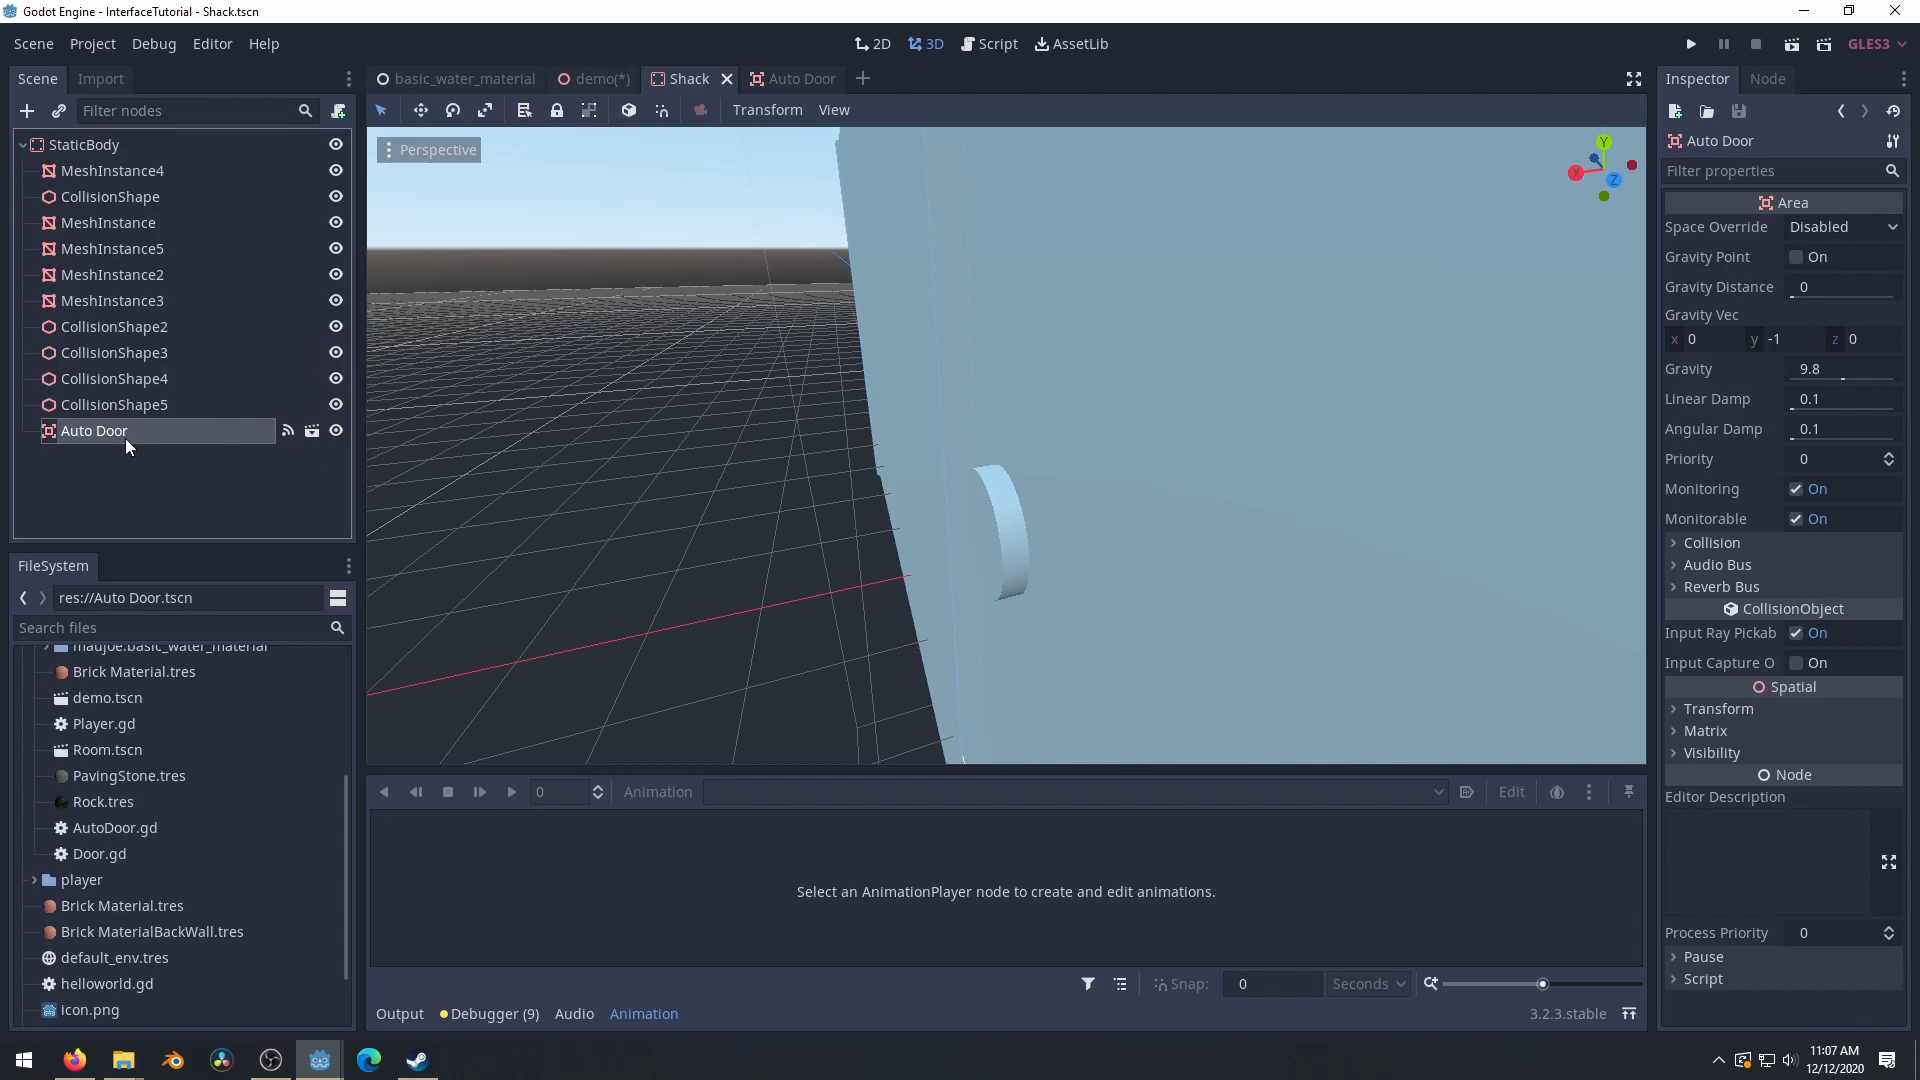 Godot Engine - InterfaceTutorial - Shack.tscn
Scene Project Debug Editor Help
2D 3D Script AssetLib
GLES3
Scene Import
Filter nodes
StaticBody
MeshInstance4
CollisionShape
MeshInstance
MeshInstance5
MeshInstance2
MeshInstance3
CollisionShape2
CollisionShape3
CollisionShape4
CollisionShape5
Auto Door
FileSystem
res://Auto Door.tscn
Search files
maujoe.basic_water_material
Brick Material.tres
demo.tscn
Player.gd
Room.tscn
PavingStone.tres
Rock.tres
AutoDoor.gd
Door.gd
player
Brick Material.tres
Brick MaterialBackWall.tres
default_env.tres
helloworld.gd
icon.png
basic_water_material demo(*) Shack Auto Door
Transform View
Perspective
Y
X
Z
0 Animation Edit
Select an AnimationPlayer node to create and edit animations.
Snap: 0 Seconds
Output Debugger (9) Audio Animation 3.2.3.stable
Inspector Node
Auto Door
Filter properties
Area
Space Override Disabled
Gravity Point On
Gravity Distance 0
Gravity Vec
x 0 y -1 z 0
Gravity 9.8
Linear Damp 0.1
Angular Damp 0.1
Priority 0
Monitoring On
Monitorable On
Collision
Audio Bus
Reverb Bus
CollisionObject
Input Ray Pickab On
Input Capture O On
Spatial
Transform
Matrix
Visibility
Node
Editor Description
Process Priority 0
Pause
Script
11:07 AM
12/12/2020